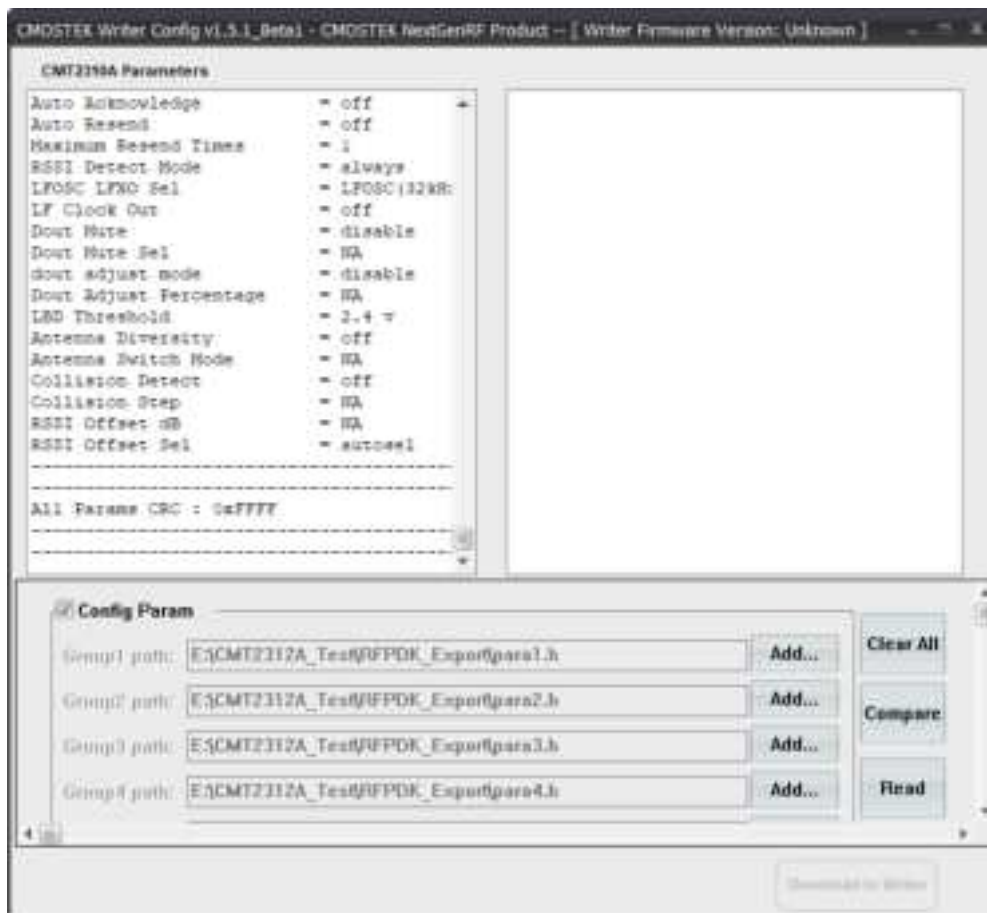 CMOSTEK Writer Config v1.5.1_Beta1 - CMOSTEK NextGenRF Product -- [ Writer Firmware Version: Unknown ]
CMT2310A Parameters
Auto Acknowledge = off
Auto Resend = off
Maximum Resend Times = 1
RSSI Detect Mode = always
LFOSC LFXO Sel = LFOSC(32kHz
LF Clock Out = off
Dout Mute = disable
Dout Mute Sel = NA
dout adjust mode = disable
Dout Adjust Percentage = NA
LBD Threshold = 2.4 v
Antenna Diversity = off
Antenna Switch Mode = NA
Collision Detect = off
Collision Step = NA
RSSI Offset dB = NA
RSSI Offset Sel = autosel
All Params CRC : 0xFFFF
Config Param
Group1 path: E:\CMT2312A_Test\RFPDK_Export\para1.h Add...
Group2 path: E:\CMT2312A_Test\RFPDK_Export\para2.h Add...
Group3 path: E:\CMT2312A_Test\RFPDK_Export\para3.h Add...
Group4 path: E:\CMT2312A_Test\RFPDK_Export\para4.h Add...
Clear All
Compare
Read
Download to Writer